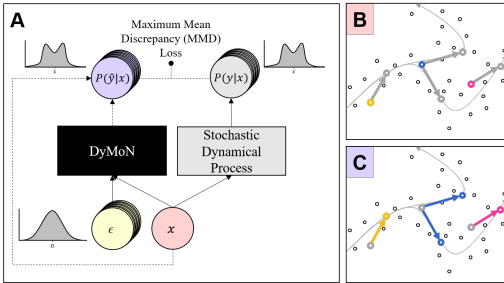 A
Maximum Mean
Discrepancy (MMD)
Loss
x
P(ŷ|x)
P(y|x)
x
DyMoN
Stochastic
Dynamical
Process
ϵ
x
0
B
C